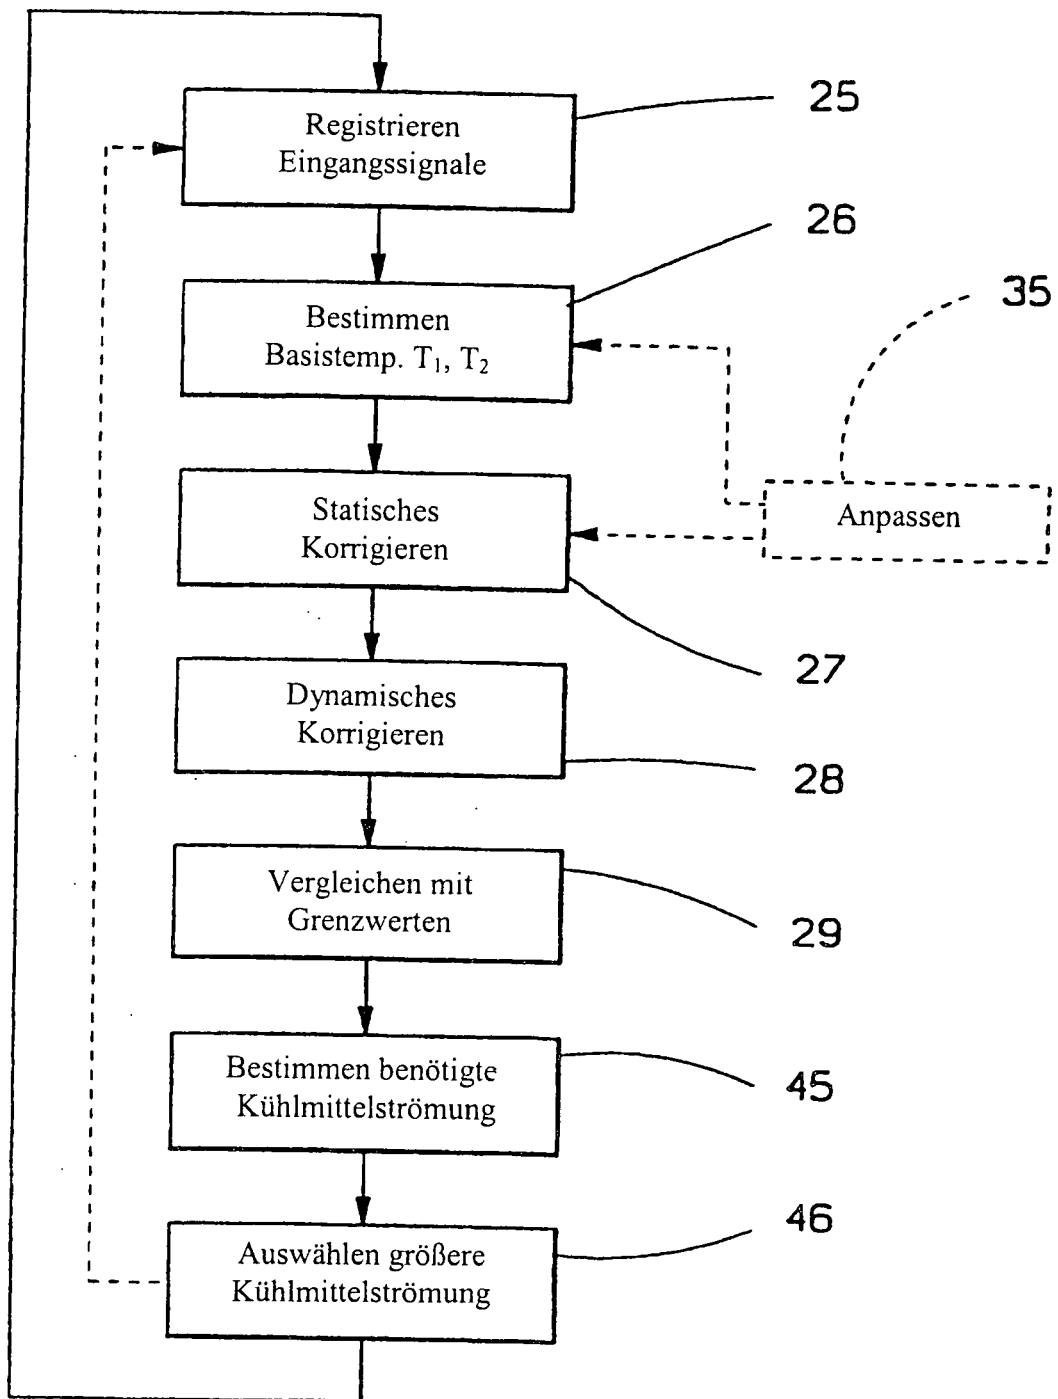 25
Registrieren
Eingangssignale
26
35
Bestimmen
Basistemp. T₁, T₂
Anpassen
Statisches
Korrigieren
27
Dynamisches
Korrigieren
28
Vergleichen mit
Grenzwerten
29
Bestimmen benötigte
Kühlmittelströmung
45
46
Auswählen größere
Kühlmittelströmung